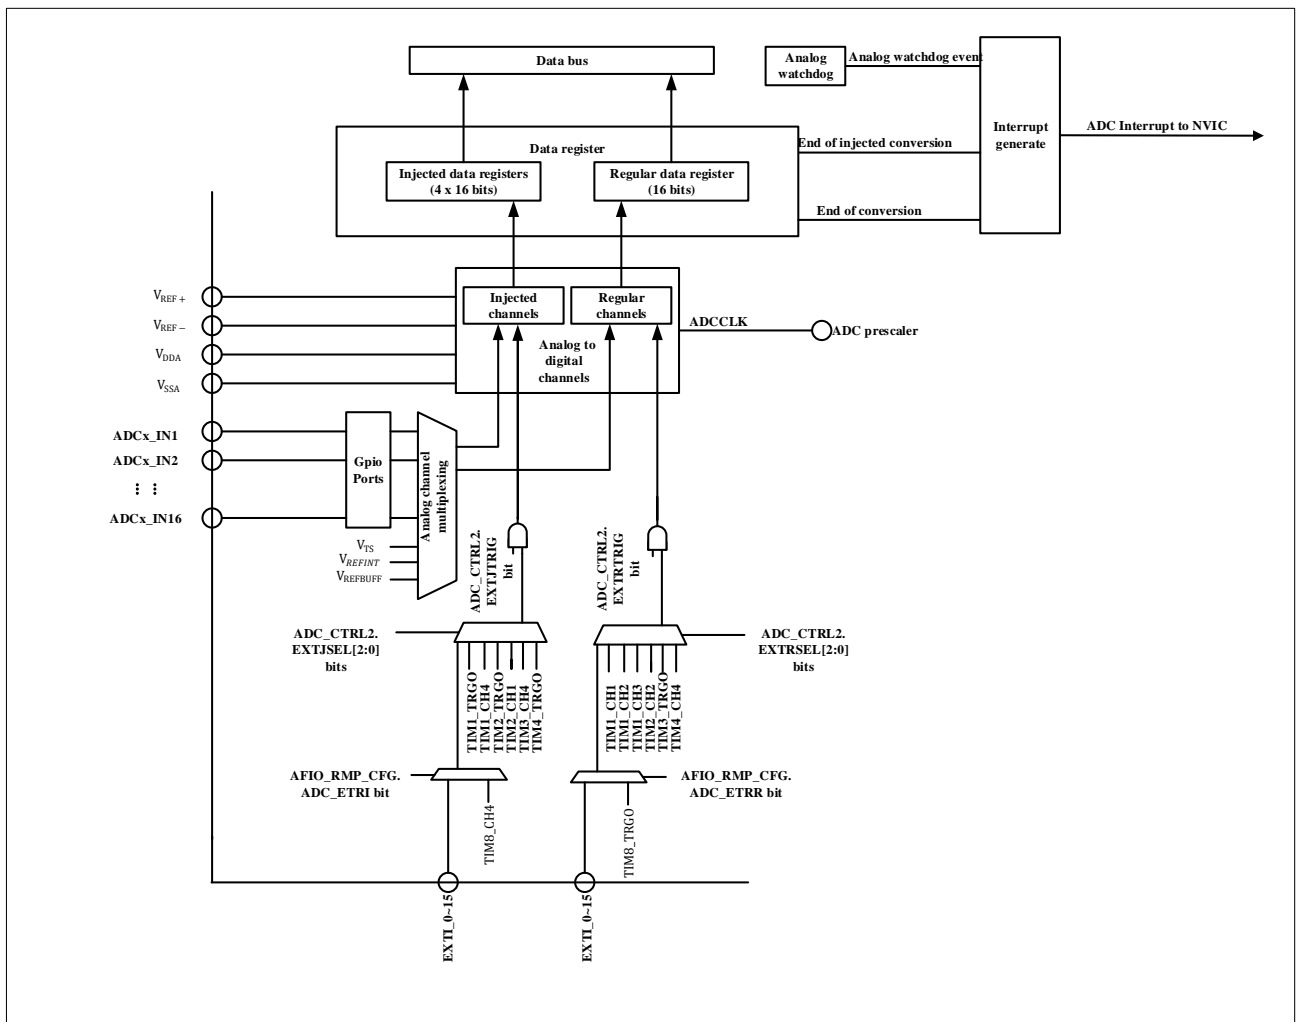 Data bus
Analog
watchdog
Analog watchdog event
Interrupt
generate
ADC Interrupt to NVIC
Data register
End of injected conversion
Injected data registers
(4 x 16 bits)
Regular data register
(16 bits)
End of conversion
VREF+
VREF−
VDDA
VSSA
Injected
channels
Regular
channels
Analog to
digital
channels
ADCCLK
ADC prescaler
ADCx_IN1
ADCx_IN2
⋮ ⋮
ADCx_IN16
Gpio
Ports
Analog channel
multiplexing
VTS
VREFINT
VREFBUFF
ADC_CTRL2.
EXTJTRIG
bit
ADC_CTRL2.
EXTRTRIG
bit
ADC_CTRL2.
EXTJSEL[2:0]
bits
ADC_CTRL2.
EXTRSEL[2:0]
bits
TIM1_TRGO
TIM1_CH4
TIM2_TRGO
TIM2_CH1
TIM3_CH4
TIM4_TRGO
TIM1_CH1
TIM1_CH2
TIM1_CH3
TIM2_CH2
TIM3_TRGO
TIM4_CH4
AFIO_RMP_CFG.
ADC_ETRI bit
AFIO_RMP_CFG.
ADC_ETRR bit
TIM8_CH4
TIM8_TRGO
EXTI_0~15
EXTI_0~15